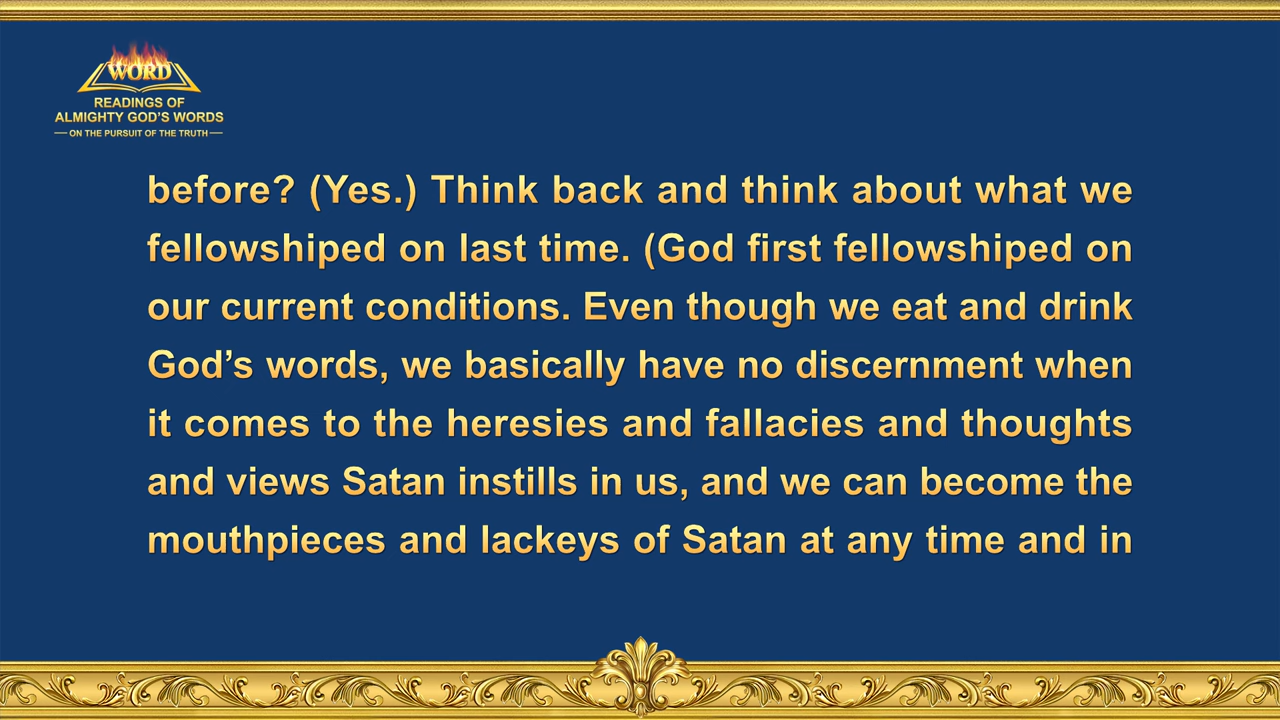 WORD
READINGS OF
ALMIGHTY GOD’S WORDS
— ON THE PURSUIT OF THE TRUTH —
before? (Yes.) Think back and think about what we
fellowshiped on last time. (God first fellowshiped on
our current conditions. Even though we eat and drink
God’s words, we basically have no discernment when
it comes to the heresies and fallacies and thoughts
and views Satan instills in us, and we can become the
mouthpieces and lackeys of Satan at any time and in